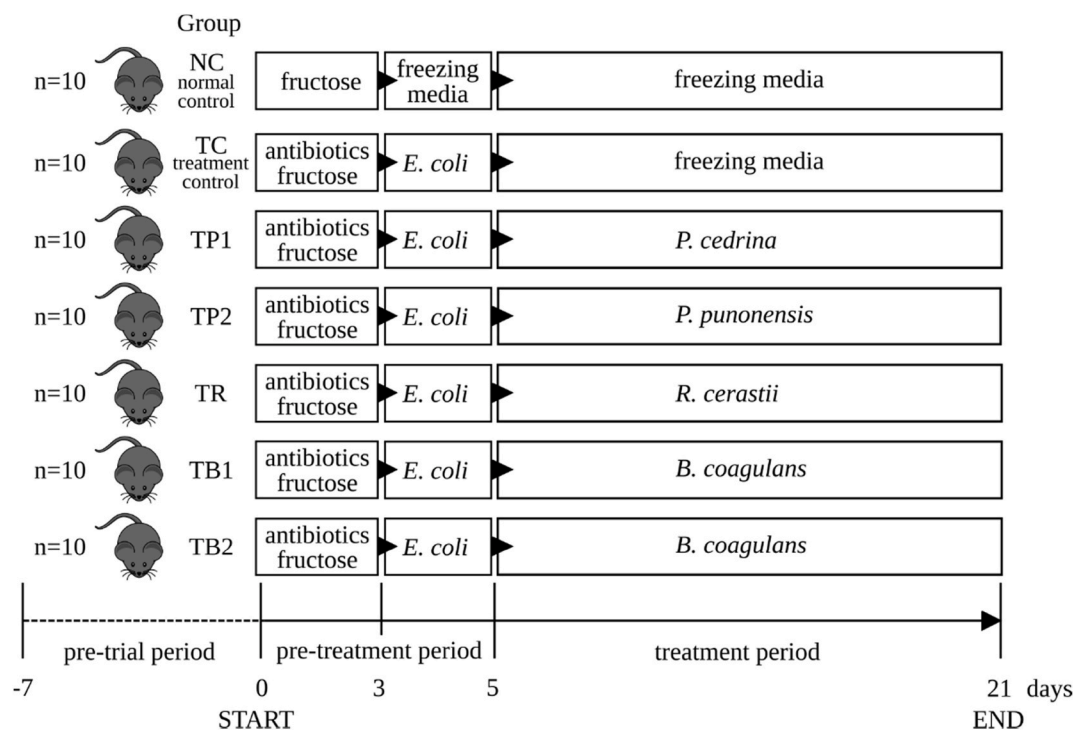 Group
n=10 NC normal control fructose freezing media freezing media
n=10 TC treatment control antibiotics fructose E. coli freezing media
n=10 TP1 antibiotics fructose E. coli P. cedrina
n=10 TP2 antibiotics fructose E. coli P. punonensis
n=10 TR antibiotics fructose E. coli R. cerastii
n=10 TB1 antibiotics fructose E. coli B. coagulans
n=10 TB2 antibiotics fructose E. coli B. coagulans
pre-trial period pre-treatment period treatment period
-7 0 3 5 21 days
START END